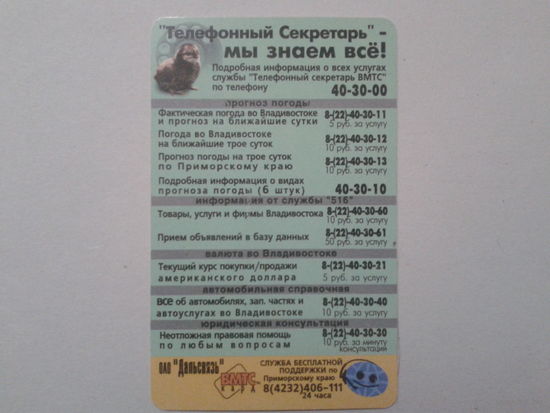 "Телефонный Секретарь" -
мы знаем всё!
Подробная информация о всех услугах
службы "Телефонный секретарь ВМТС"
по телефону 40-30-00
прогноз погоды
Фактическая погода во Владивостоке 8-(22)-40-30-11
и прогноз на ближайшие сутки 5 руб. за услугу
Погода во Владивостоке 8-(22)-40-30-12
на ближайшие трое суток 10 руб. за услугу
Прогноз погоды на трое суток 8-(22)-40-30-13
по Приморскому краю 10 руб. за услугу
Подробная информация о видах
прогноза погоды (6 штук) 40-30-10
информация от службы "516"
Товары, услуги и фирмы Владивостока 8-(22)-40-30-60
10 руб. за услугу
Прием объявлений в базу данных 8-(22)-40-30-61
50 руб. за услугу
валюта во Владивостоке
Текущий курс покупки/продажи 8-(22)-40-30-21
американского доллара 5 руб. за услугу
автомобильная справочная
ВСЕ об автомобилях, зап. частях и 8-(22)-40-30-40
автоуслугах во Владивостоке 10 руб. за услугу
юридическая консультация
Неотложная правовая помощь 8-(22)-40-30-30
по любым вопросам 10 руб. за минуту
консультации
ОАО "Дальсвязь"
ВМТС
КАРД
СЛУЖБА БЕСПЛАТНОЙ
ПОДДЕРЖКИ по
Приморскому краю
8(4232)406-111
24 часа